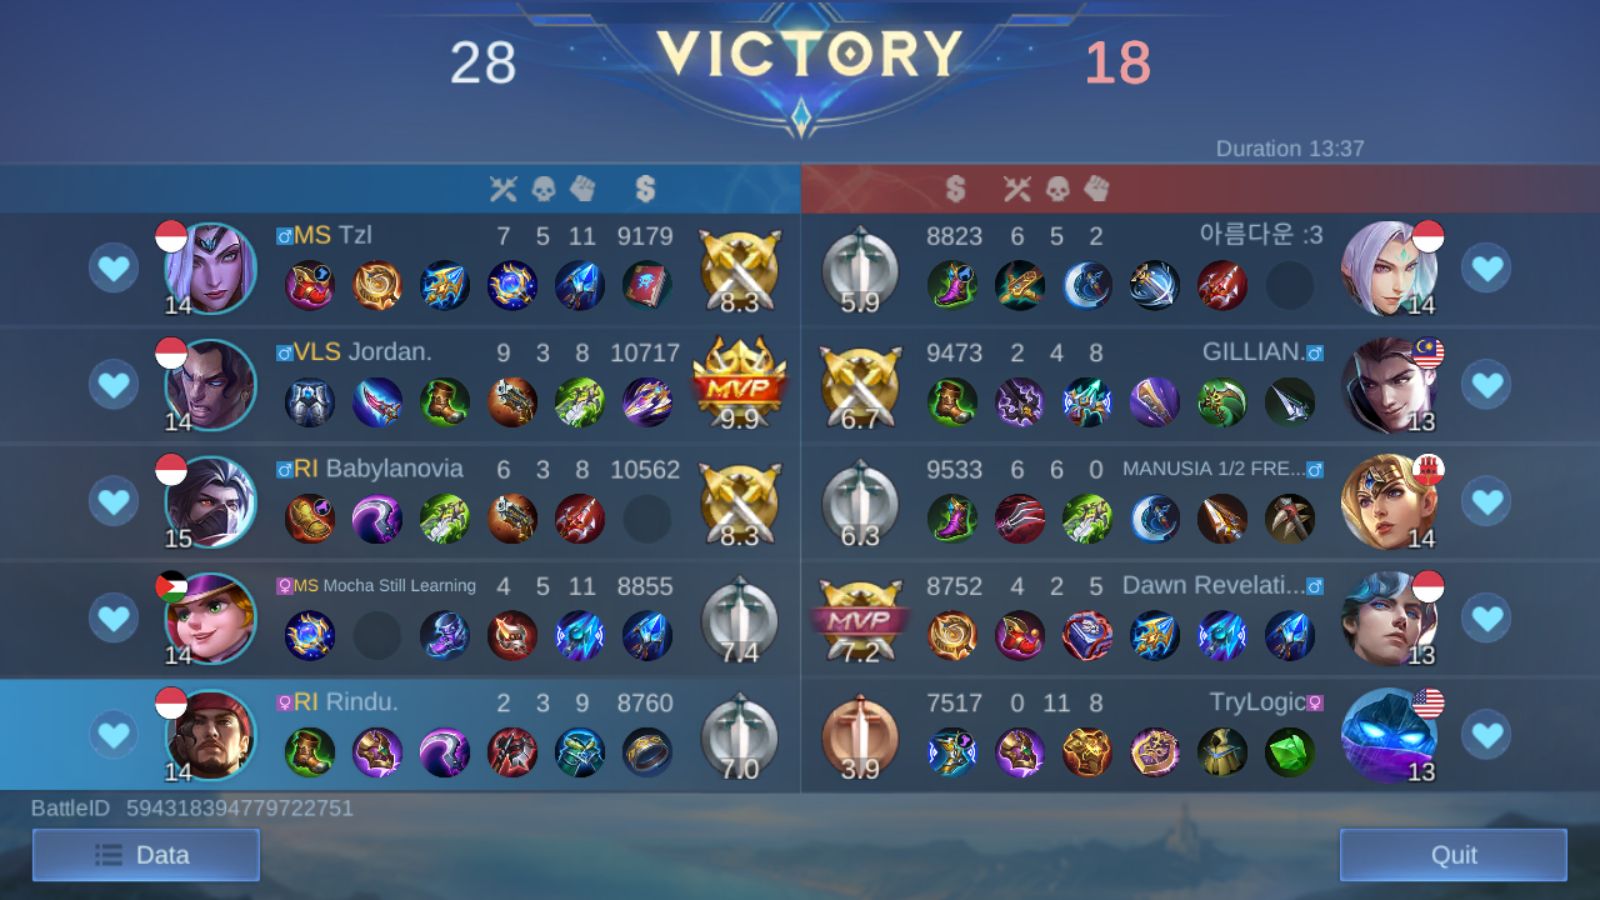 28 VICTORY 18
Duration 13:37
MS Tzl 7 5 11 9179
14 8.3
8823 6 5 2 아름다운 :3
5.9 14
VLS Jordan. 9 3 8 10717
14 MVP 9.9
9473 2 4 8 GILLIAN.
6.7 13
RI Babylanovia 6 3 8 10562
15 8.3
9533 6 6 0 MANUSIA 1/2 FRE...
6.3 14
MS Mocha Still Learning 4 5 11 8855
14 7.4
8752 4 2 5 Dawn Revelati...
MVP 7.2 13
RI Rindu. 2 3 9 8760
14 7.0
7517 0 11 8 TryLogic
3.9 13
BattleID 594318394779722751
Data
Quit